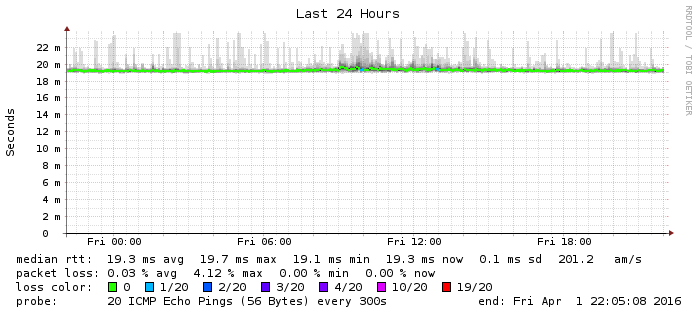 Last 24 Hours
RRDTOOL / TOBI OETIKER
Seconds
22 m
20 m
18 m
16 m
14 m
12 m
10 m
8 m
6 m
4 m
2 m
0
Fri 00:00 Fri 06:00 Fri 12:00 Fri 18:00
median rtt: 19.3 ms avg 19.7 ms max 19.1 ms min 19.3 ms now 0.1 ms sd 201.2 am/s
packet loss: 0.03 % avg 4.12 % max 0.00 % min 0.00 % now
loss color: 0 1/20 2/20 3/20 4/20 10/20 19/20
probe: 20 ICMP Echo Pings (56 Bytes) every 300s end: Fri Apr 1 22:05:08 2016